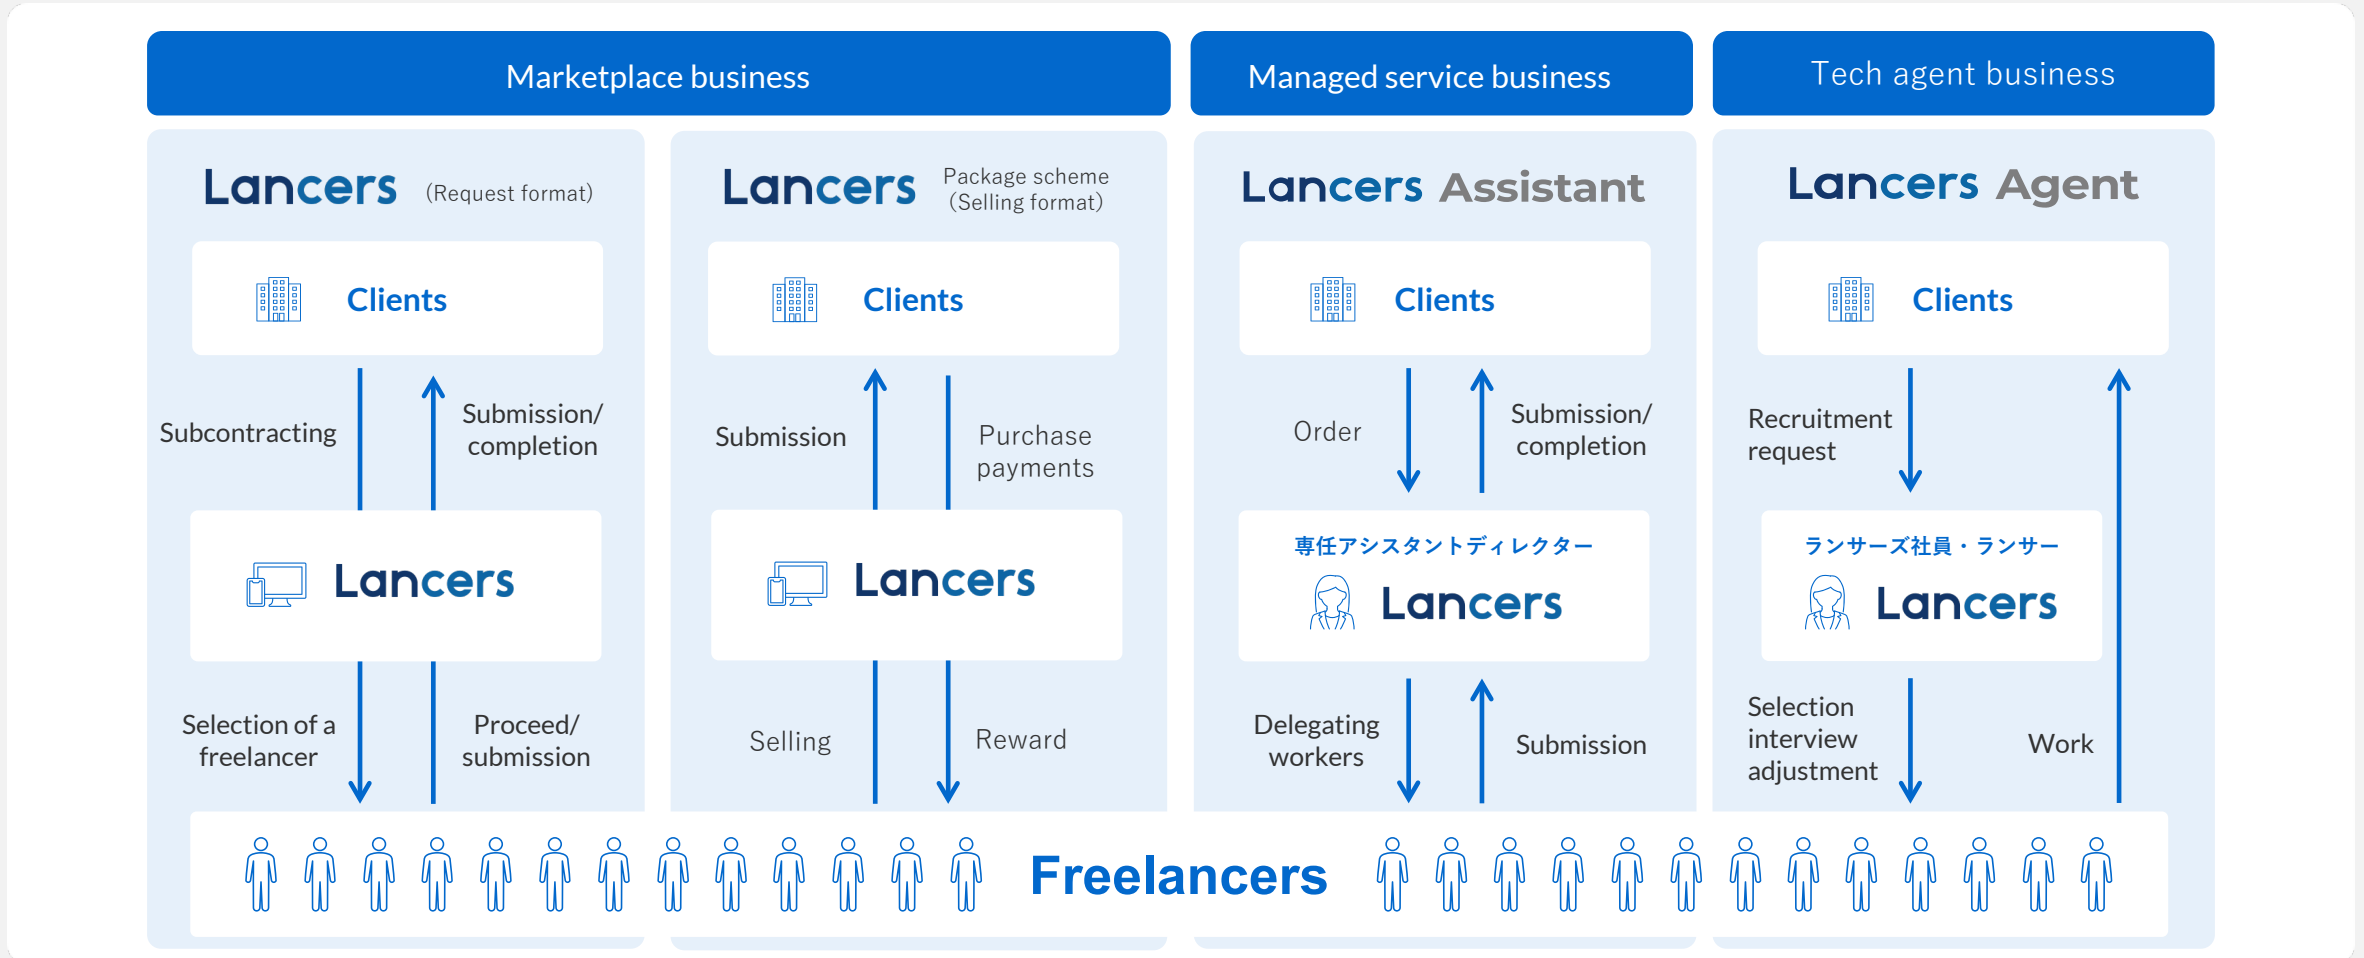 Marketplace business
Managed service business
Tech agent business
Lancers (Request format)
Clients
Subcontracting
Submission/
completion
Lancers
Selection of a
freelancer
Proceed/
submission
Lancers
Package scheme
(Selling format)
Clients
Submission
Purchase
payments
Lancers
Selling
Reward
Lancers Assistant
Clients
Order
Submission/
completion
専任アシスタントディレクター
Lancers
Delegating
workers
Submission
Lancers Agent
Clients
Recruitment
request
ランサーズ社員・ランサー
Lancers
Selection
interview
adjustment
Work
Freelancers